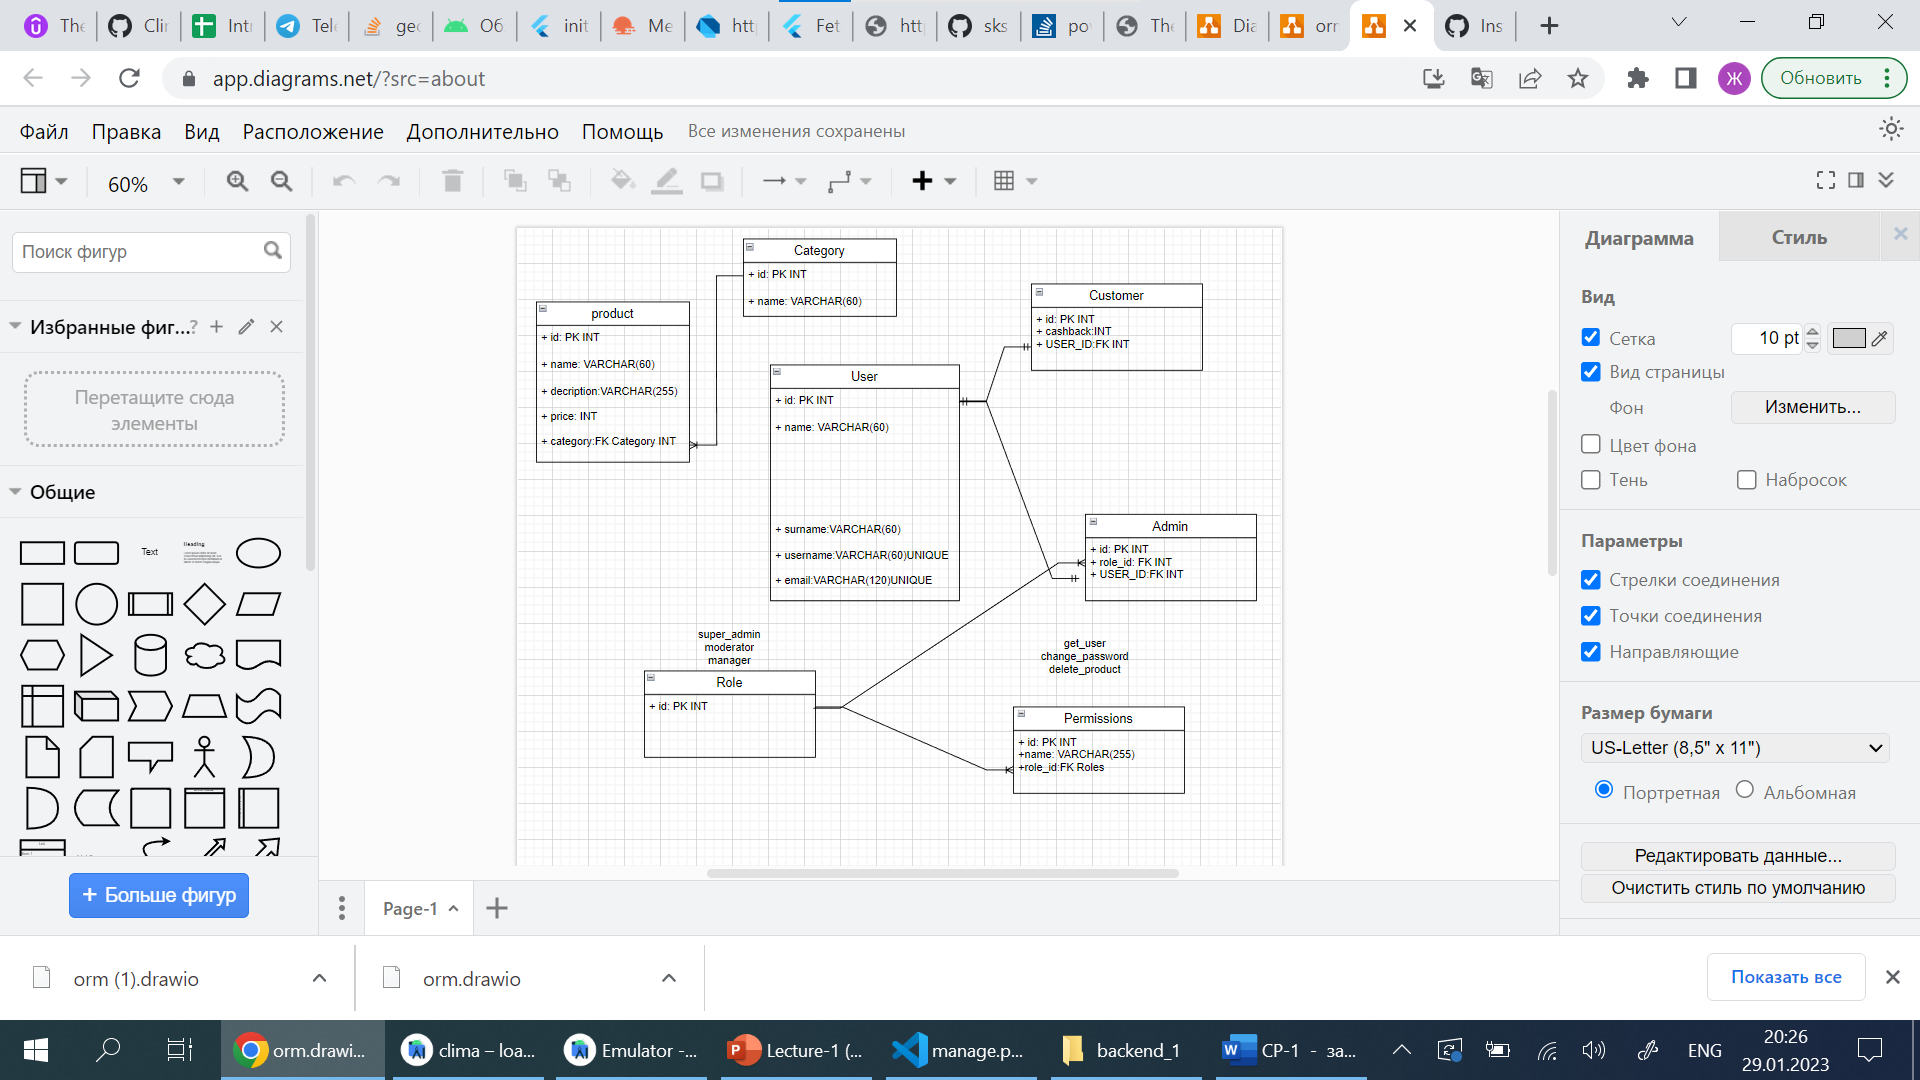 The
Clir
Intr
Tele
geo
Об
init
Me
http
Fet
http
sks
pov
The
Dia
orn
Ins
app.diagrams.net/?src=about
Ж
Обновить
Файл Правка Вид Расположение Дополнительно Помощь Все изменения сохранены
60%
Поиск фигур
Избранные фиг...?
Перетащите сюда
элементы
Общие
Text
Heading
+ Больше фигур
Category
+ id: PK INT
+ name: VARCHAR(60)
product
+ id: PK INT
+ name: VARCHAR(60)
+ decription:VARCHAR(255)
+ price: INT
+ category:FK Category INT
User
+ id: PK INT
+ name: VARCHAR(60)
+ surname:VARCHAR(60)
+ username:VARCHAR(60)UNIQUE
+ email:VARCHAR(120)UNIQUE
Customer
+ id: PK INT
+ cashback:INT
+ USER_ID:FK INT
Admin
+ id: PK INT
+ role_id: FK INT
+ USER_ID:FK INT
super_admin
moderator
manager
Role
+ id: PK INT
get_user
change_password
delete_product
Permissions
+ id: PK INT
+name: VARCHAR(255)
+role_id:FK Roles
Диаграмма
Стиль
Вид
Сетка
10 pt
Вид страницы
Фон
Изменить...
Цвет фона
Тень
Набросок
Параметры
Стрелки соединения
Точки соединения
Направляющие
Размер бумаги
US-Letter (8,5" x 11")
Портретная
Альбомная
Редактировать данные...
Очистить стиль по умолчанию
Page-1
orm (1).drawio
orm.drawio
Показать все
orm.drawi...
clima – loa...
Emulator -...
Lecture-1 (...
manage.p...
backend_1
CP-1 - за...
ENG
20:26
29.01.2023